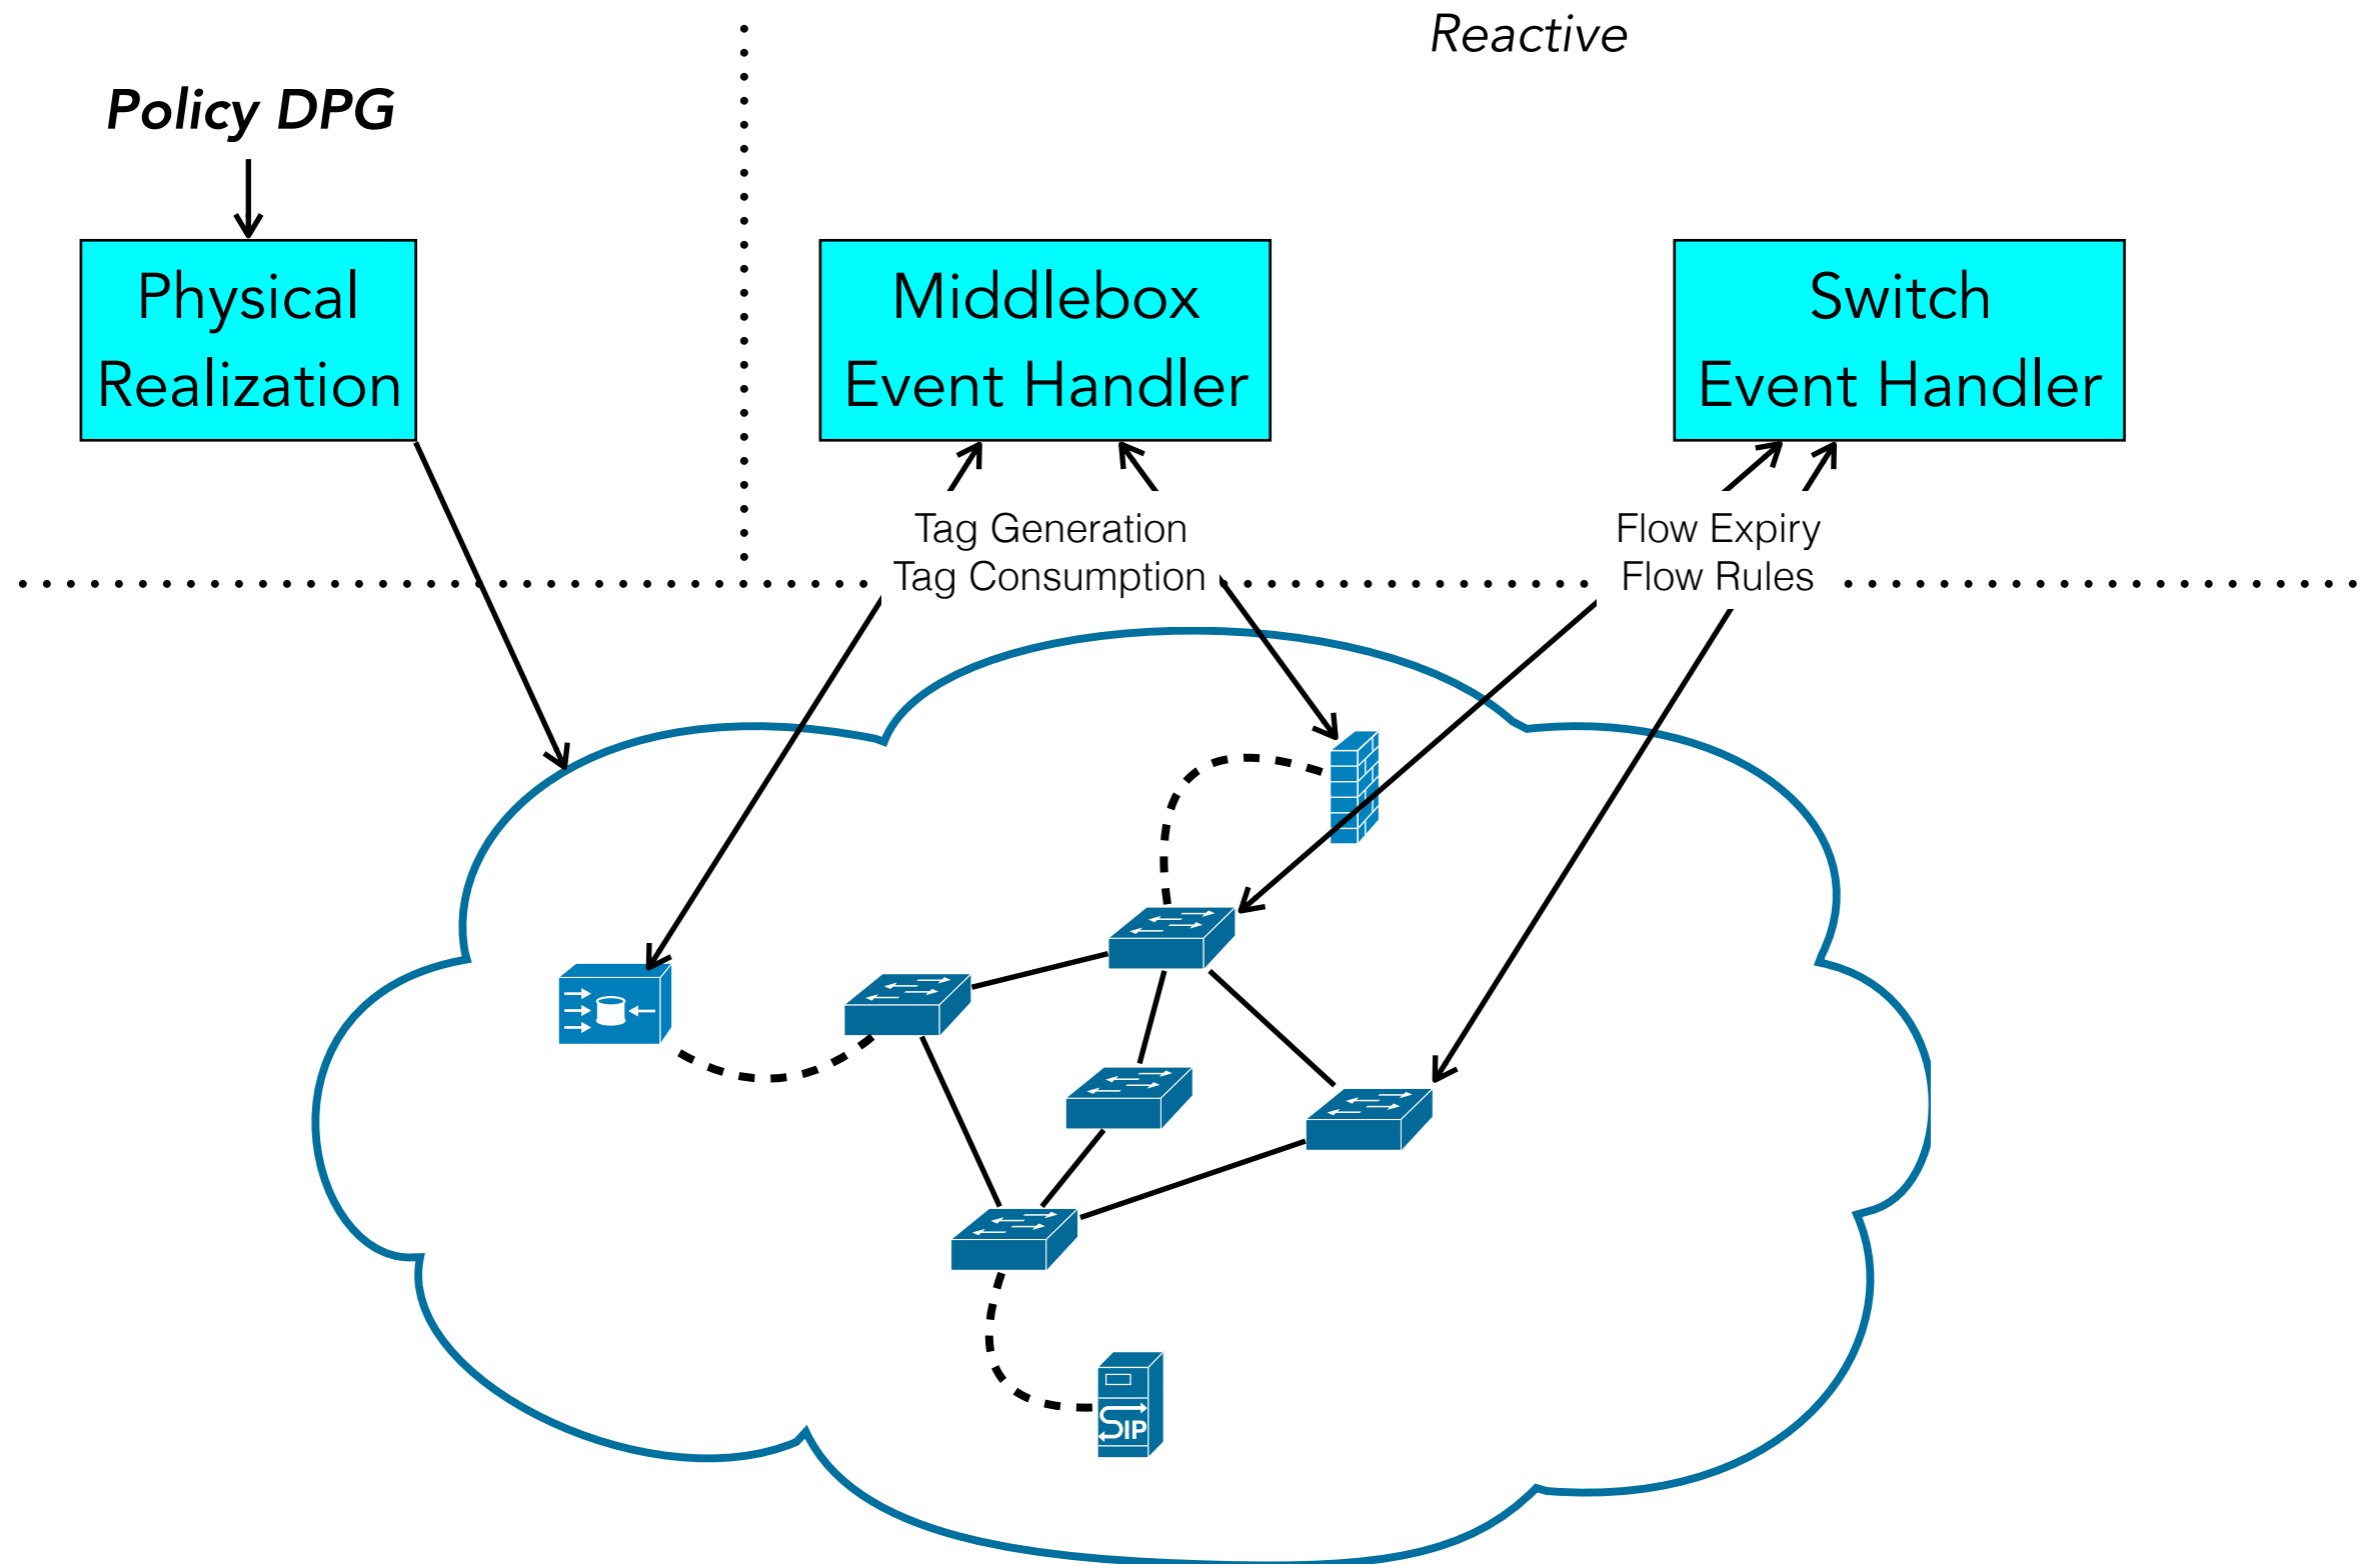 Reactive
Policy DPG
Physical
Realization
Middlebox
Event Handler
Switch
Event Handler
Tag Generation
Tag Consumption
Flow Expiry
Flow Rules
SIP